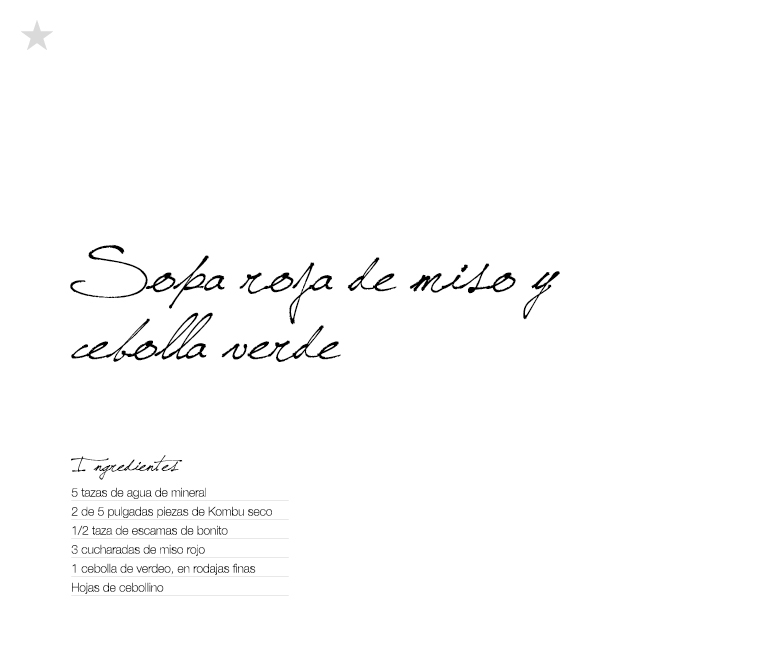 Sopa roja de miso y
cebolla verde
Ingredientes
5 tazas de agua de mineral
2 de 5 pulgadas piezas de Kombu seco
1/2 taza de escamas de bonito
3 cucharadas de miso rojo
1 cebolla de verdeo, en rodajas finas
Hojas de cebollino